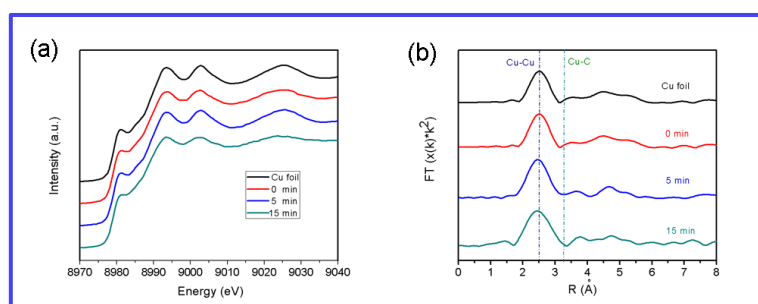 (a)
Intensity (a.u.)
Cu foil
0 min
5 min
15 min
8970 8980 8990 9000 9010 9020 9030 9040
Energy (eV)
(b)
Cu-Cu
Cu-C
FT (x(k)*k²)
Cu foil
0 min
5 min
15 min
0 1 2 3 4 5 6 7 8
R (Å)